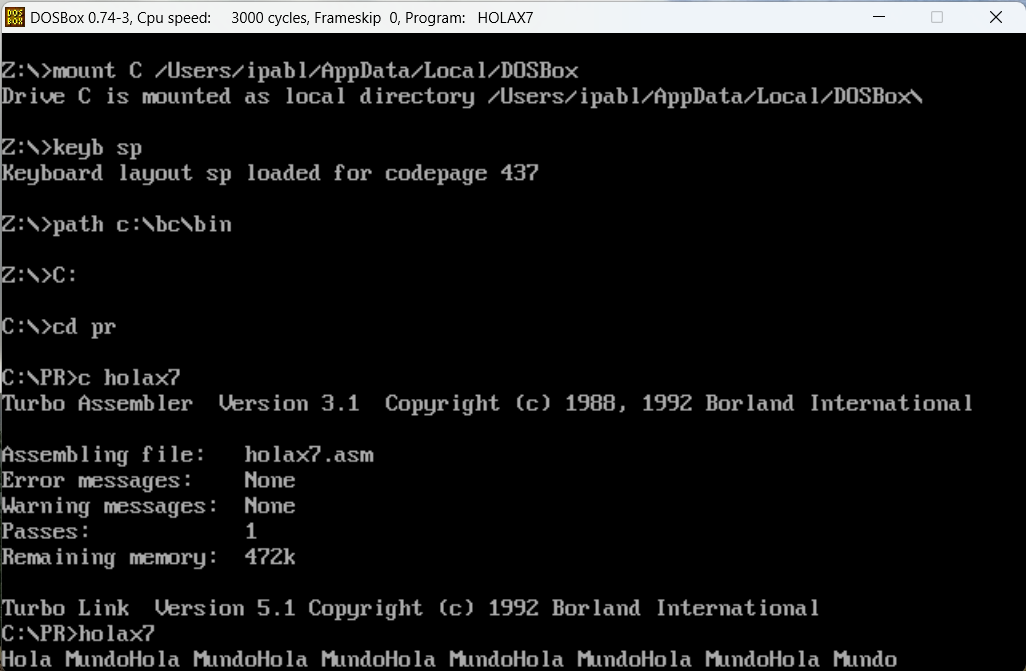 DOSBox 0.74-3, Cpu speed: 3000 cycles, Frameskip 0, Program: HOLAX7
Z:\>mount C /Users/ipabl/AppData/Local/DOSBox
Drive C is mounted as local directory /Users/ipabl/AppData/Local/DOSBox\
Z:\>keyb sp
Keyboard layout sp loaded for codepage 437
Z:\>path c:\bc\bin
Z:\>C:
C:\>cd pr
C:\PR>c holax7
Turbo Assembler  Version 3.1  Copyright (c) 1988, 1992 Borland International
Assembling file:   holax7.asm
Error messages:    None
Warning messages:  None
Passes:            1
Remaining memory:  472k
Turbo Link  Version 5.1 Copyright (c) 1992 Borland International
C:\PR>holax7
Hola MundoHola MundoHola MundoHola MundoHola MundoHola MundoHola Mundo